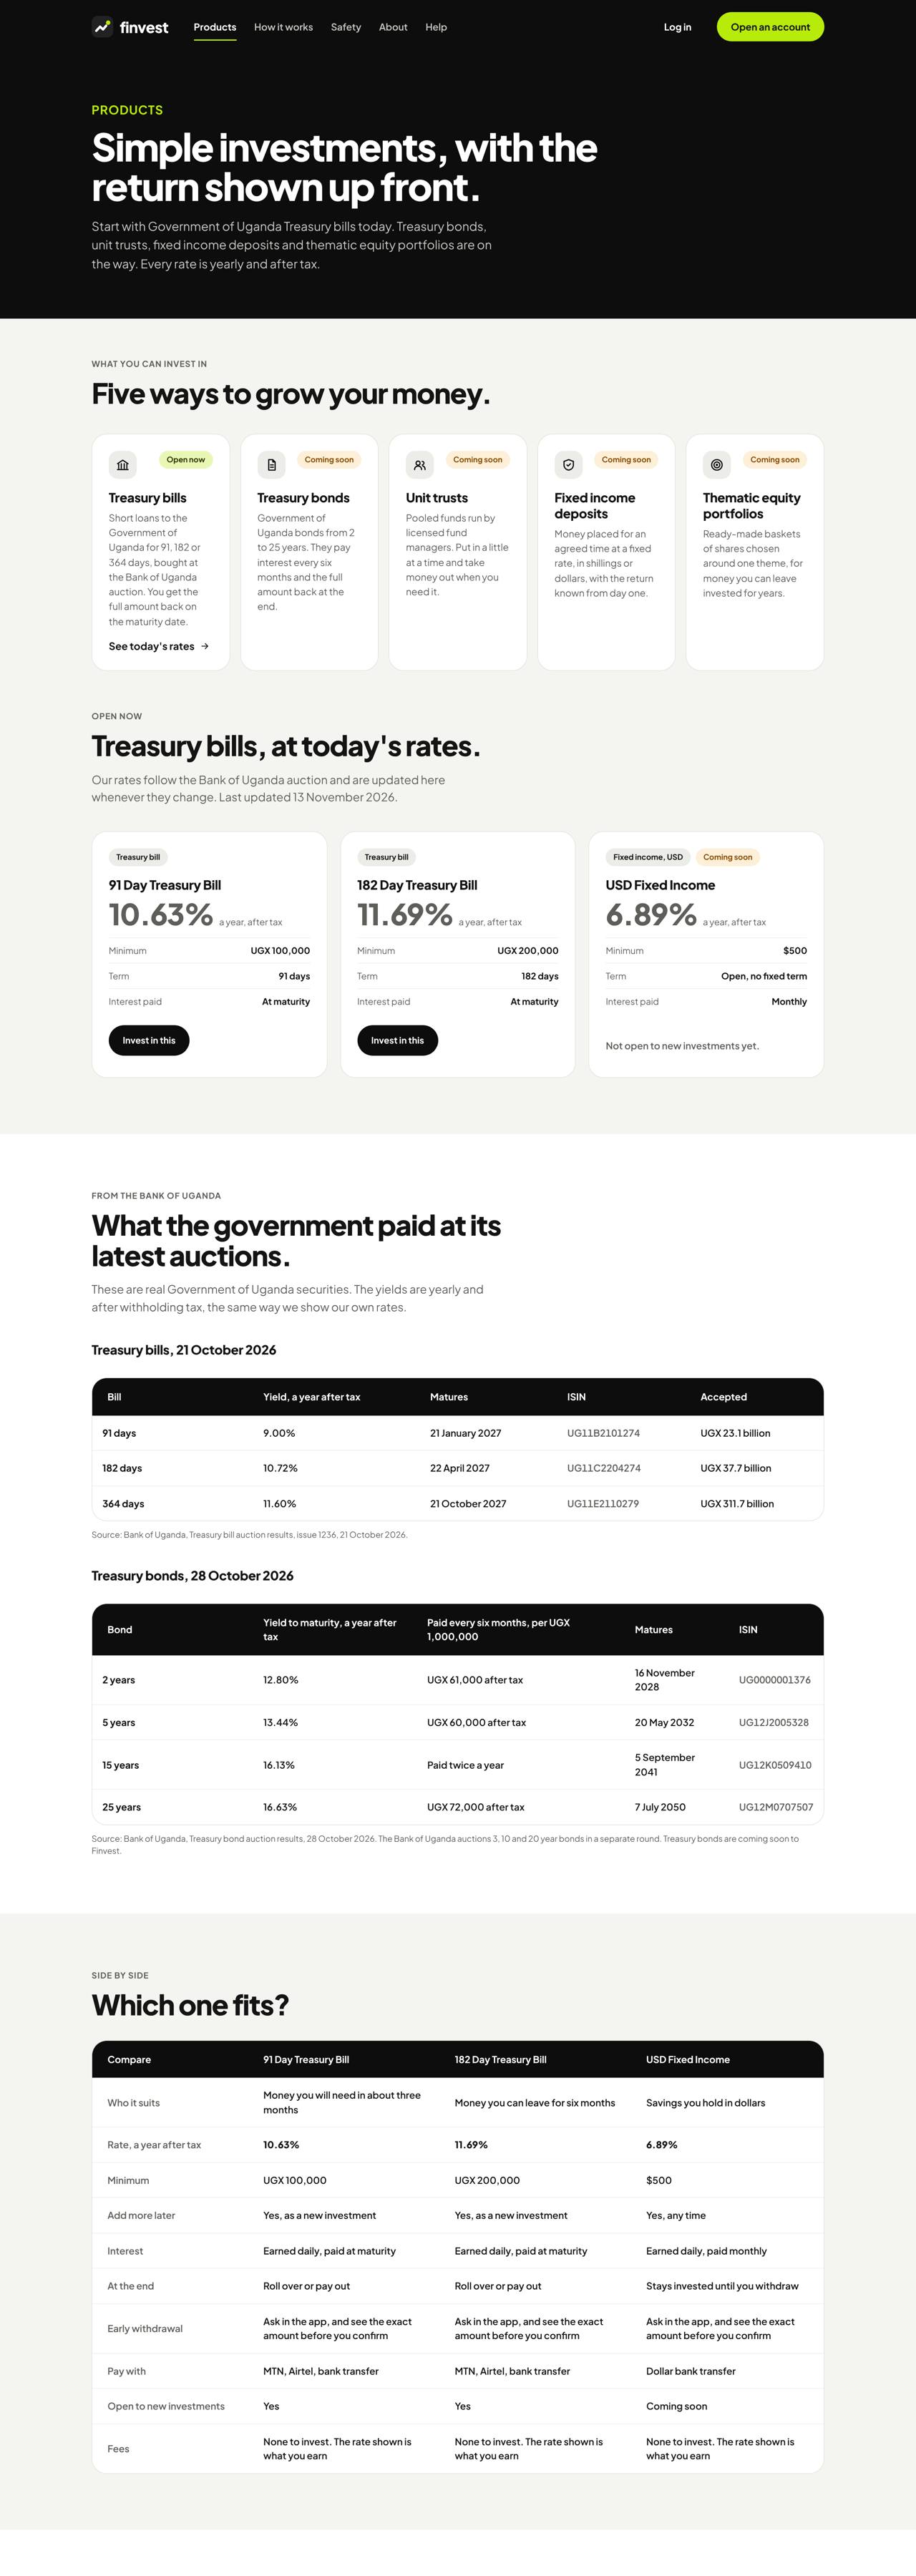 finvest
Products
How it works
Safety
About
Help
Log in
Open an account
PRODUCTS
Simple investments, with the
return shown up front.
Start with Government of Uganda Treasury bills today. Treasury bonds,
unit trusts, fixed income deposits and thematic equity portfolios are on
the way. Every rate is yearly and after tax.
WHAT YOU CAN INVEST IN
Five ways to grow your money.
Open now
Treasury bills
Short loans to the
Government of
Uganda for 91, 182 or
364 days, bought at
the Bank of Uganda
auction. You get the
full amount back on
the maturity date.
See today's rates →
Coming soon
Treasury bonds
Government of
Uganda bonds from 2
to 25 years. They pay
interest every six
months and the full
amount back at the
end.
Coming soon
Unit trusts
Pooled funds run by
licensed fund
managers. Put in a little
at a time and take
money out when you
need it.
Coming soon
Fixed income
deposits
Money placed for an
agreed time at a fixed
rate, in shillings or
dollars, with the return
known from day one.
Coming soon
Thematic equity
portfolios
Ready-made baskets
of shares chosen
around one theme, for
money you can leave
invested for years.
OPEN NOW
Treasury bills, at today's rates.
Our rates follow the Bank of Uganda auction and are updated here
whenever they change. Last updated 13 November 2026.
Treasury bill
91 Day Treasury Bill
10.63% a year, after tax
Minimum UGX 100,000
Term 91 days
Interest paid At maturity
Invest in this
Treasury bill
182 Day Treasury Bill
11.69% a year, after tax
Minimum UGX 200,000
Term 182 days
Interest paid At maturity
Invest in this
Fixed income, USD Coming soon
USD Fixed Income
6.89% a year, after tax
Minimum $500
Term Open, no fixed term
Interest paid Monthly
Not open to new investments yet.
FROM THE BANK OF UGANDA
What the government paid at its
latest auctions.
These are real Government of Uganda securities. The yields are yearly and
after withholding tax, the same way we show our own rates.
Treasury bills, 21 October 2026
Bill Yield, a year after tax Matures ISIN Accepted
91 days 9.00% 21 January 2027 UG11B2101274 UGX 23.1 billion
182 days 10.72% 22 April 2027 UG11C2204274 UGX 37.7 billion
364 days 11.60% 21 October 2027 UG11E2110279 UGX 311.7 billion
Source: Bank of Uganda, Treasury bill auction results, issue 1236, 21 October 2026.
Treasury bonds, 28 October 2026
Bond Yield to maturity, a year after tax Paid every six months, per UGX 1,000,000 Matures ISIN
2 years 12.80% UGX 61,000 after tax 16 November 2028 UG0000001376
5 years 13.44% UGX 60,000 after tax 20 May 2032 UG12J2005328
15 years 16.13% Paid twice a year 5 September 2041 UG12K0509410
25 years 16.63% UGX 72,000 after tax 7 July 2050 UG12M0707507
Source: Bank of Uganda, Treasury bond auction results, 28 October 2026. The Bank of Uganda auctions 3, 10 and 20 year bonds in a separate round. Treasury bonds are coming soon to
Finvest.
SIDE BY SIDE
Which one fits?
Compare 91 Day Treasury Bill 182 Day Treasury Bill USD Fixed Income
Who it suits Money you will need in about three months Money you can leave for six months Savings you hold in dollars
Rate, a year after tax 10.63% 11.69% 6.89%
Minimum UGX 100,000 UGX 200,000 $500
Add more later Yes, as a new investment Yes, as a new investment Yes, any time
Interest Earned daily, paid at maturity Earned daily, paid at maturity Earned daily, paid monthly
At the end Roll over or pay out Roll over or pay out Stays invested until you withdraw
Early withdrawal Ask in the app, and see the exact amount before you confirm Ask in the app, and see the exact amount before you confirm Ask in the app, and see the exact amount before you confirm
Pay with MTN, Airtel, bank transfer MTN, Airtel, bank transfer Dollar bank transfer
Open to new investments Yes Yes Coming soon
Fees None to invest. The rate shown is what you earn None to invest. The rate shown is what you earn None to invest. The rate shown is what you earn